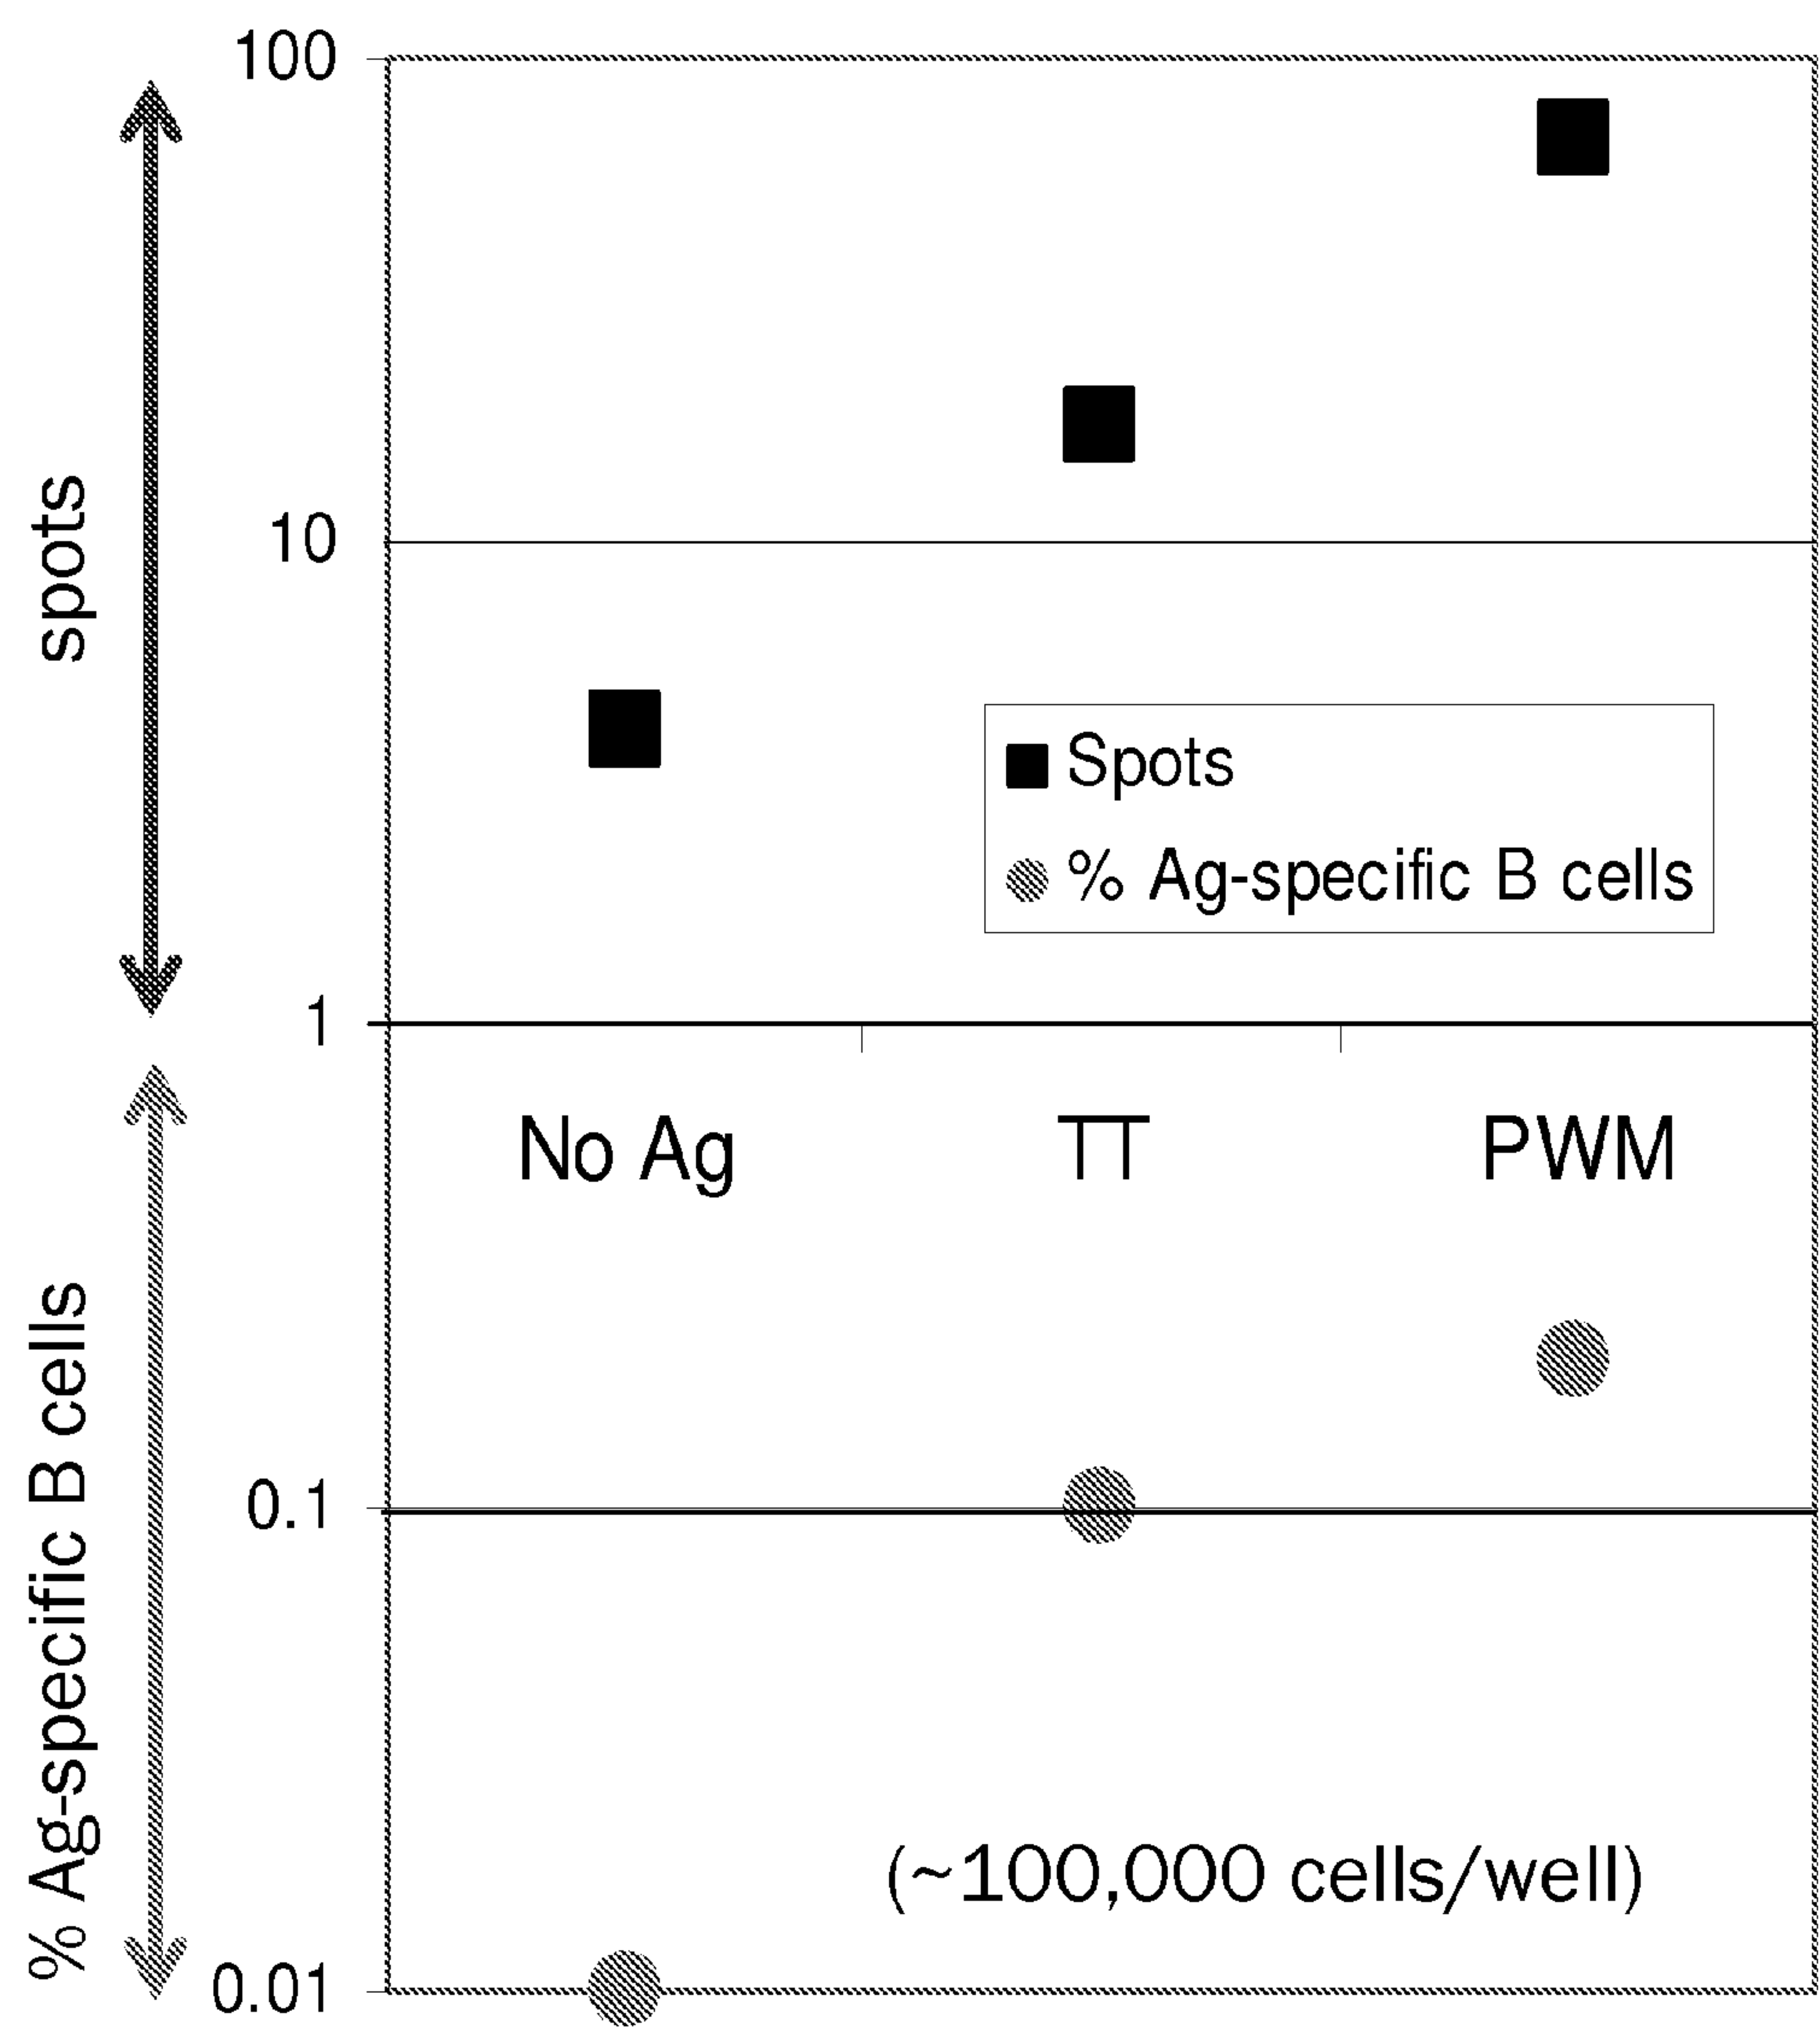 100
10
1
0.1
0.01
spots
% Ag-specific B cells
Spots
% Ag-specific B cells
No Ag
TT
PWM
(~100,000 cells/well)